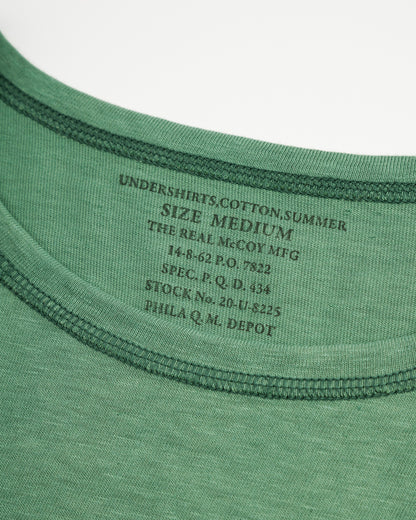 UNDERSHIRTS,COTTON,SUMMER
SIZE MEDIUM
THE REAL McCOY MFG
14-8-62 P.O. 7822
SPEC. P. Q. D. 434
STOCK No. 20-U-8225
PHILA Q. M. DEPOT